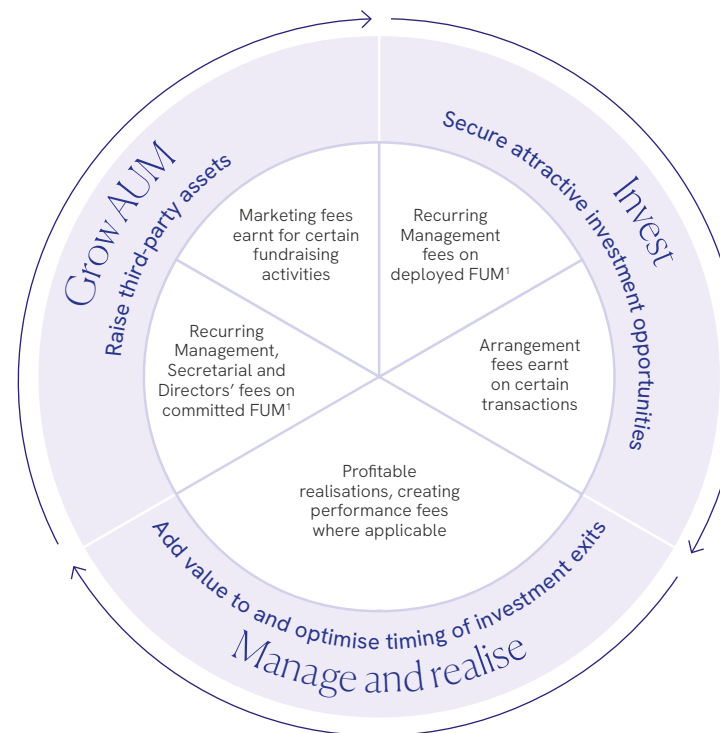 Grow AUM
Raise third-party assets
Invest
Secure attractive investment opportunities
Marketing fees
earnt for certain
fundraising
activities
Recurring
Management
fees on
deployed FUM¹
Recurring
Management,
Secretarial and
Directors’ fees on
committed FUM¹
Arrangement
fees earnt
on certain
transactions
Profitable
realisations, creating
performance fees
where applicable
Add value to and optimise timing of investment exits
Manage and realise